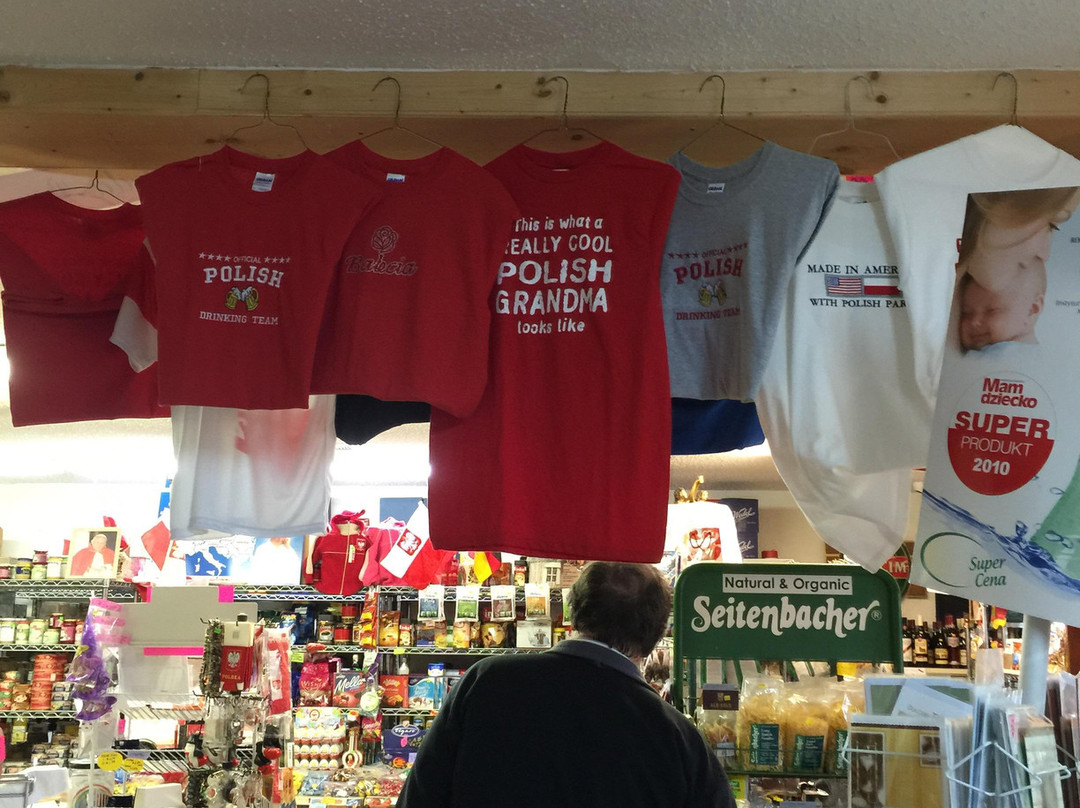 ★★★★ OFFICIAL ★★★★
POLISH
DRINKING TEAM
Babcia
This is what a
REALLY COOL
POLISH
GRANDMA
looks like
★★★★ OFFICIAL ★★★★
POLISH
DRINKING TEAM
MADE IN AMER
WITH POLISH PAR
Mam
dziecko
SUPER
PRODUKT
2010
Super
Cena
Natural & Organic
Seitenbacher®